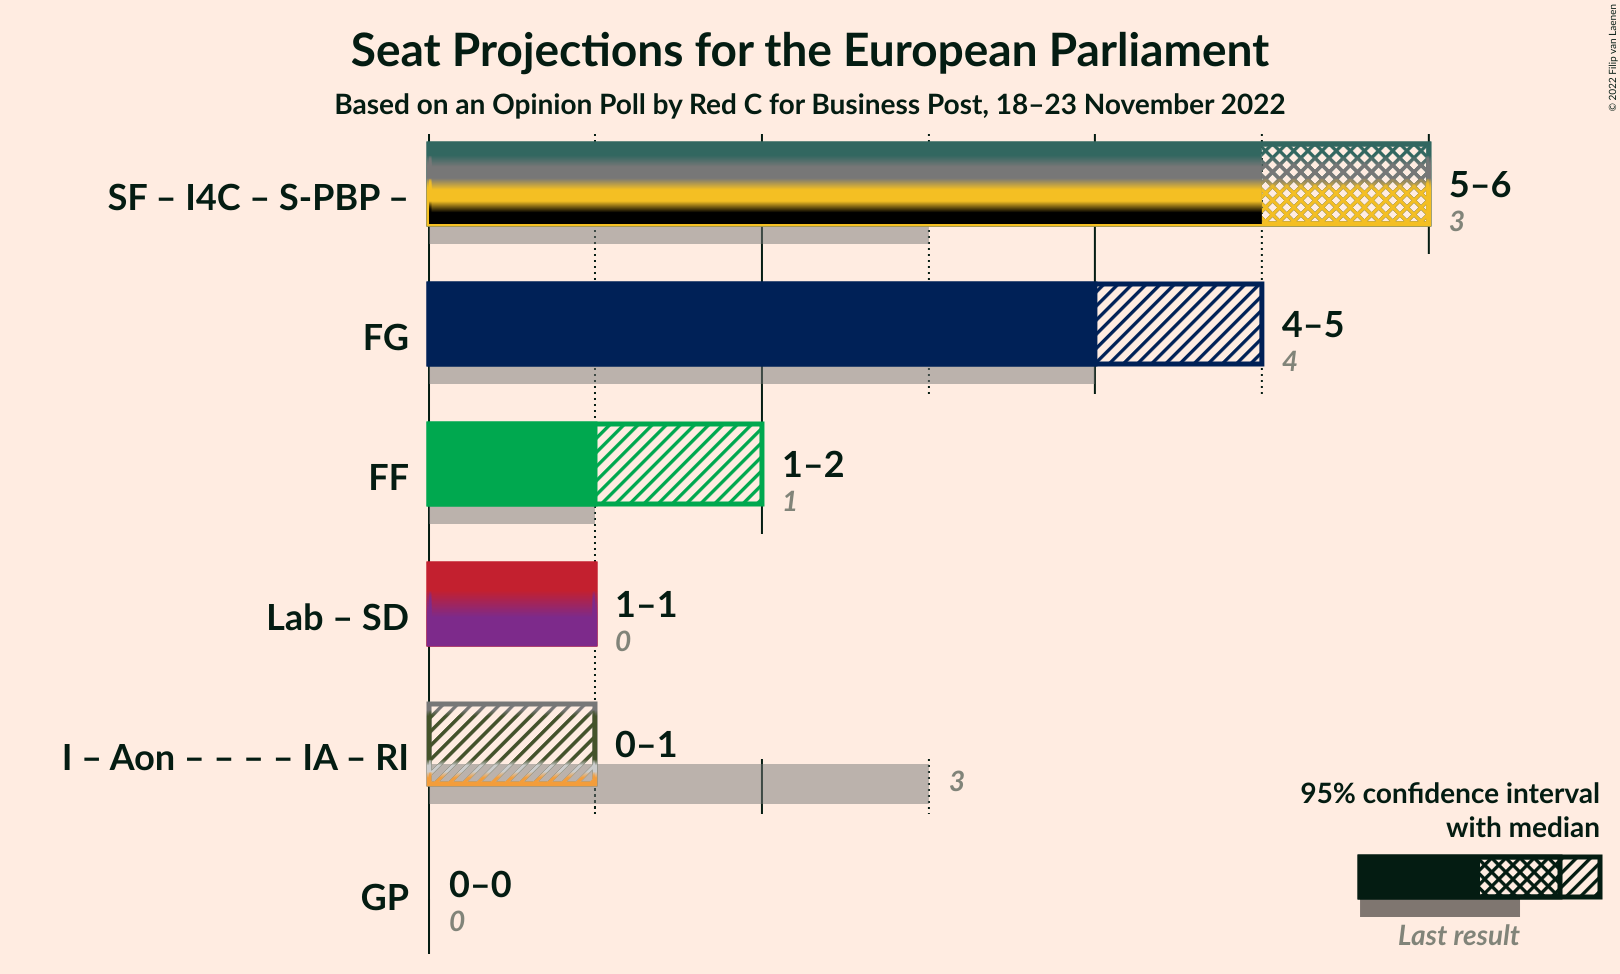 Seat Projections for the European Parliament
Based on an Opinion Poll by Red C for Business Post, 18–23 November 2022
© 2022 Filip van Laenen
SF – I4C – S-PBP –
5–6
3
FG
4–5
4
FF
1–2
1
Lab – SD
1–1
0
I – Aon – – – – IA – RI
0–1
3
GP
0–0
0
95% confidence interval
with median
Last result